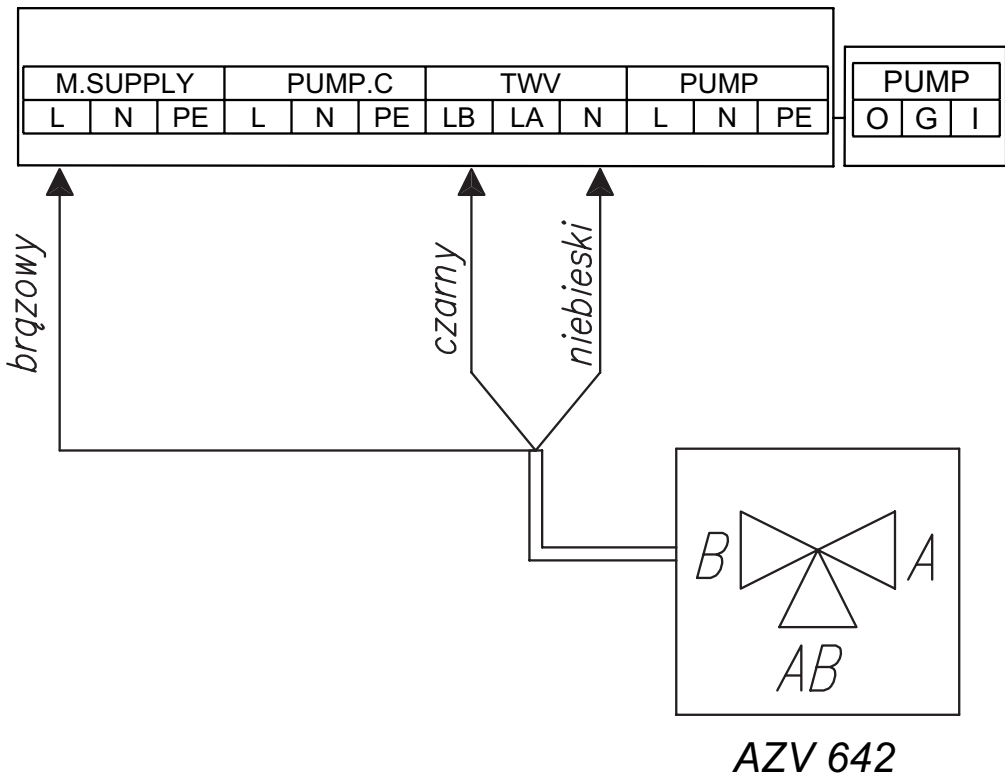 M.SUPPLY PUMP.C TWV PUMP PUMP
L N PE L N PE LB LA N L N PE O G I
brązowy
czarny
niebieski
B A
AB
AZV 642